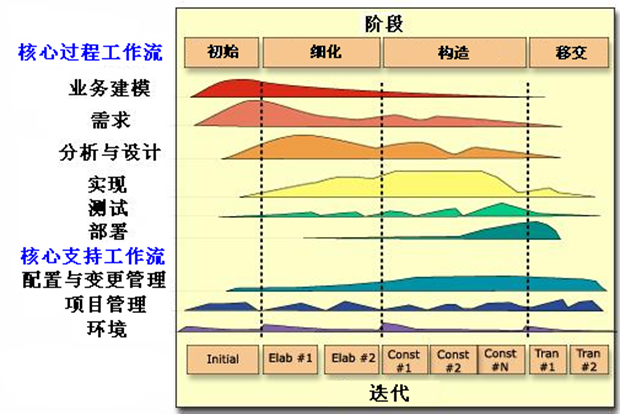 阶段
核心过程工作流 初始 细化 构造 移交
业务建模
需求
分析与设计
实现
测试
部署
核心支持工作流
配置与变更管理
项目管理
环境
Initial Elab #1 Elab #2 Const #1 Const #2 Const #N Tran #1 Tran #2
迭代